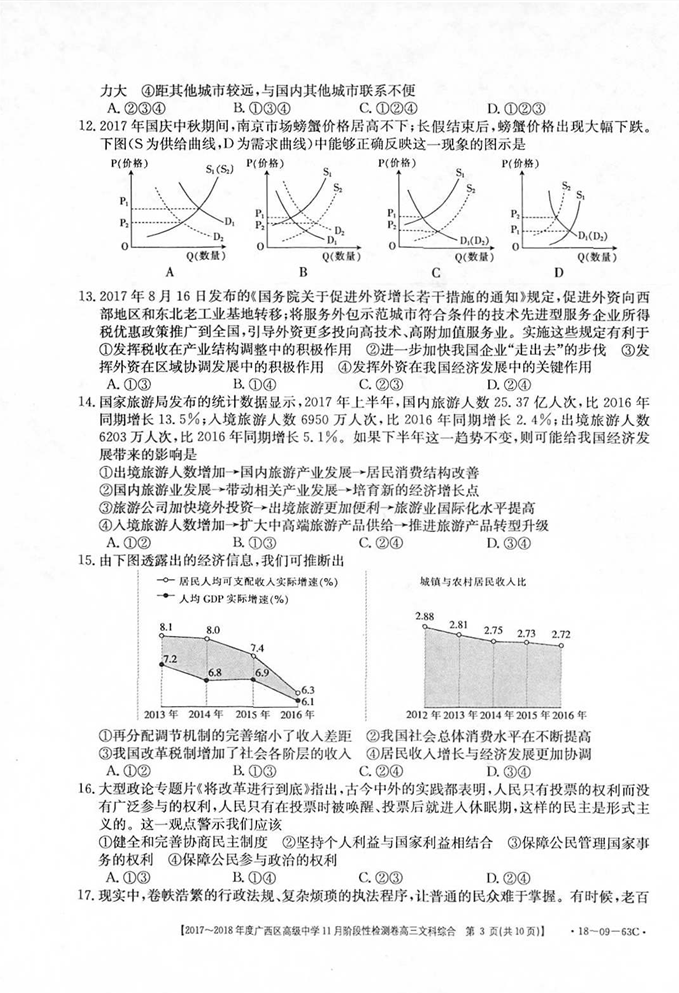 力大　④距其他城市较远,与国内其他城市联系不便
A. ②③④　B. ①③④　C. ①②④　D. ①②③
12. 2017 年国庆中秋期间,南京市场螃蟹价格居高不下;长假结束后,螃蟹价格出现大幅下跌。
下图(S 为供给曲线,D 为需求曲线)中能够正确反映这一现象的图示是
P(价格)　P(价格)　P(价格)　P(价格)
S₁(S₂)　S₁　S₂　S₁　S₂　S₂　S₁
P₁　P₁　P₁　P₂
P₂　P₂　P₂　P₁
D₁　D₂　D₂　D₁　D₁(D₂)　D₁(D₂)
O　O　O　O
Q(数量)　Q(数量)　Q(数量)　Q(数量)
A　B　C　D
13. 2017 年 8 月 16 日发布的《国务院关于促进外资增长若干措施的通知》规定,促进外资向西
部地区和东北老工业基地转移;将服务外包示范城市符合条件的技术先进型服务企业所得
税优惠政策推广到全国,引导外资更多投向高技术、高附加值服务业。实施这些规定有利于
①发挥税收在产业结构调整中的积极作用　②进一步加快我国企业“走出去”的步伐　③发
挥外资在区域协调发展中的积极作用　④发挥外资在我国经济发展中的关键作用
A. ①③　B. ①④　C. ②③　D. ②④
14. 国家旅游局发布的统计数据显示,2017 年上半年,国内旅游人数 25.37 亿人次,比 2016 年
同期增长 13.5%;入境旅游人数 6950 万人次,比 2016 年同期增长 2.4%;出境旅游人数
6203 万人次,比 2016 年同期增长 5.1%。如果下半年这一趋势不变,则可能给我国经济发
展带来的影响是
①出境旅游人数增加→国内旅游产业发展→居民消费结构改善
②国内旅游业发展→带动相关产业发展→培育新的经济增长点
③旅游公司加快境外投资→出境旅游更加便利→旅游业国际化水平提高
④入境旅游人数增加→扩大中高端旅游产品供给→推进旅游产品转型升级
A. ①②　B. ①③　C. ②④　D. ③④
15. 由下图透露出的经济信息,我们可推断出
居民人均可支配收入实际增速(%)
人均 GDP 实际增速(%)
8.1　8.0　7.4　6.3
7.2　6.8　6.9　6.1
2013 年　2014 年　2015 年　2016 年
城镇与农村居民收入比
2.88　2.81　2.75　2.73　2.72
2012 年 2013 年 2014 年 2015 年 2016 年
①再分配调节机制的完善缩小了收入差距　②我国社会总体消费水平在不断提高
③我国改革税制增加了社会各阶层的收入　④居民收入增长与经济发展更加协调
A. ①②　B. ①③　C. ②④　D. ③④
16. 大型政论专题片《将改革进行到底》指出,古今中外的实践都表明,人民只有投票的权利而没
有广泛参与的权利,人民只有在投票时被唤醒、投票后就进入休眠期,这样的民主是形式主
义的。这一观点警示我们应该
①健全和完善协商民主制度　②坚持个人利益与国家利益相结合　③保障公民管理国家事
务的权利　④保障公民参与政治的权利
A. ①③　B. ①④　C. ②③　D. ②④
17. 现实中,卷帙浩繁的行政法规、复杂烦琐的执法程序,让普通的民众难于掌握。有时候,老百
【2017～2018 年度广西区高级中学 11 月阶段性检测卷高三文科综合　第 3 页(共 10 页)】　·18-09-63C·